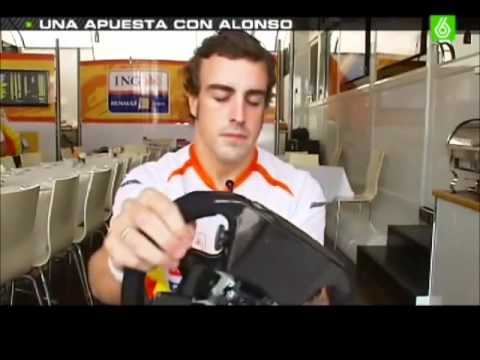 UNA APUESTA CON ALONSO
6
ING
RENAULT